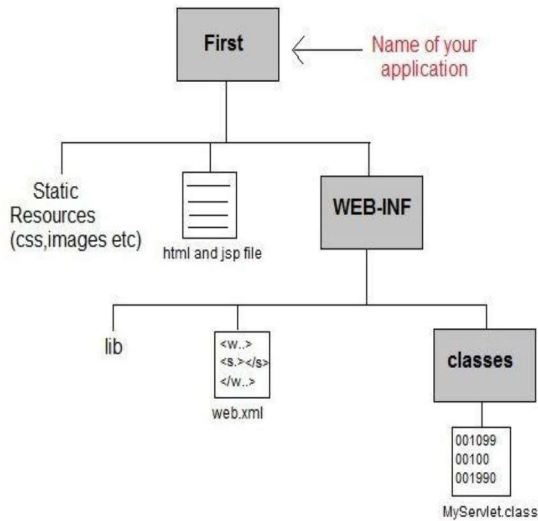 First
Name of your
application
Static
Resources
(css,images etc)
html and jsp file
WEB-INF
lib
<w..>
<s.></s>
</w..>
web.xml
classes
001099
00100
001990
MyServlet.class